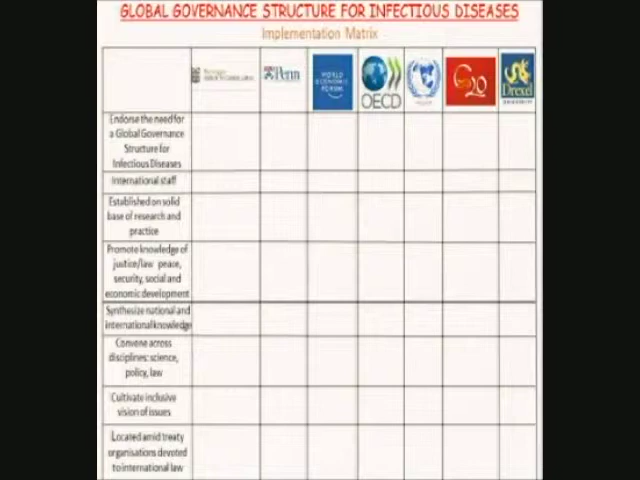 GLOBAL GOVERNANCE STRUCTURE FOR INFECTIOUS DISEASES
Implementation Matrix
Penn
WORLD
ECONOMIC
FORUM
OECD
G20
Drexel
UNIVERSITY
Endorse the need for
a Global Governance
Structure for
Infectious Diseases
International staff
Established on solid
base of research and
practice
Promote knowledge of
justice/law peace,
security, social and
economic development
Synthesize national and
international knowledge
Convene across
disciplines: science,
policy, law
Cultivate inclusive
vision of issues
Located amid treaty
organisations devoted
to international law